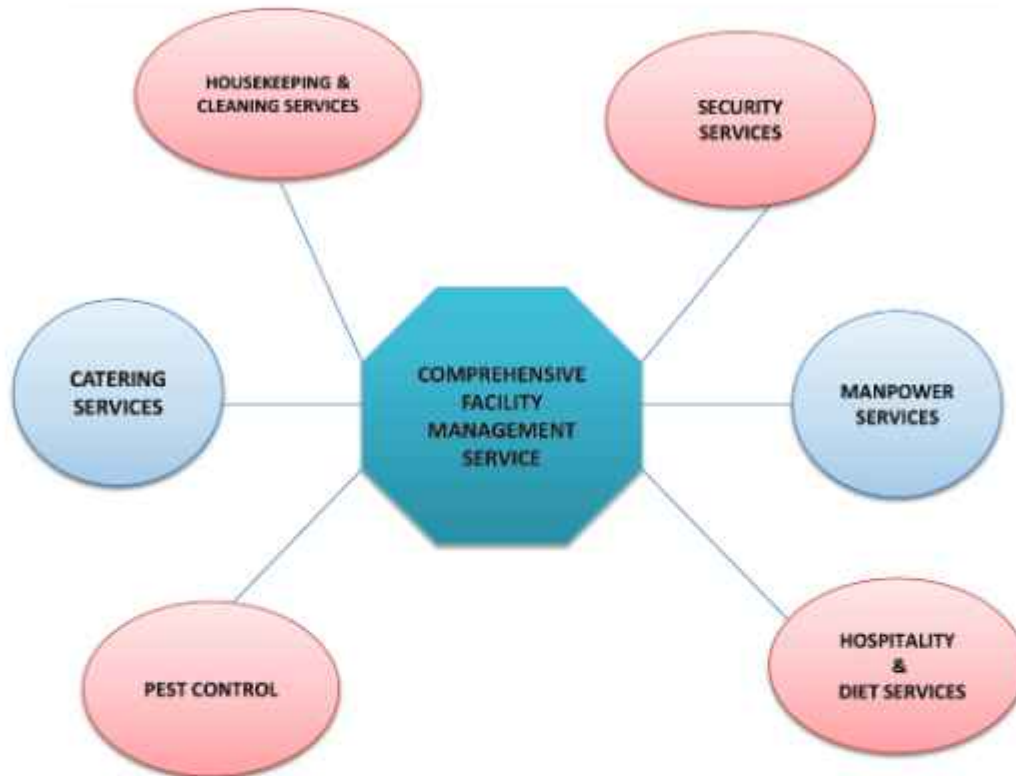 HOUSEKEEPING &
CLEANING SERVICES
SECURITY
SERVICES
CATERING
SERVICES
COMPREHENSIVE
FACILITY
MANAGEMENT
SERVICE
MANPOWER
SERVICES
PEST CONTROL
HOSPITALITY
&
DIET SERVICES